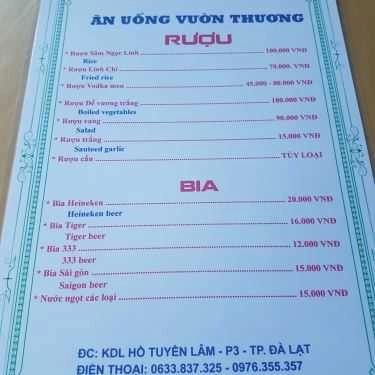 ĂN UỐNG VƯỜN THƯƠNG
RƯỢU
* Rượu Sâm Ngọc Linh 100.000 VNĐ
Rice
* Rượu Linh Chi 70.000. VNĐ
Fried rice
* Rượu Vodka men 45.000 - 80.000 VNĐ
* Rượu Đế vương trắng 100.000 VNĐ
Boiled vegetables
* Rượu vang 90.000 VNĐ
Salad
* Rượu trắng 15.000 VNĐ
Sauteed garlic
* Rượu cần TÙY LOẠI
BIA
* Bia Heineken 20.000 VNĐ
Heineken beer
* Bia Tiger 16.000 VNĐ
Tiger beer
* Bia 333 12.000 VNĐ
333 beer
* Bia Sài gòn 15.000 VNĐ
Saigon beer
* Nước ngọt các loại 15.000 VNĐ
ĐC: KDL HỒ TUYỀN LÂM - P3 - TP. ĐÀ LẠT
ĐIỆN THOẠI: 0633.837.325 - 0976.355.357